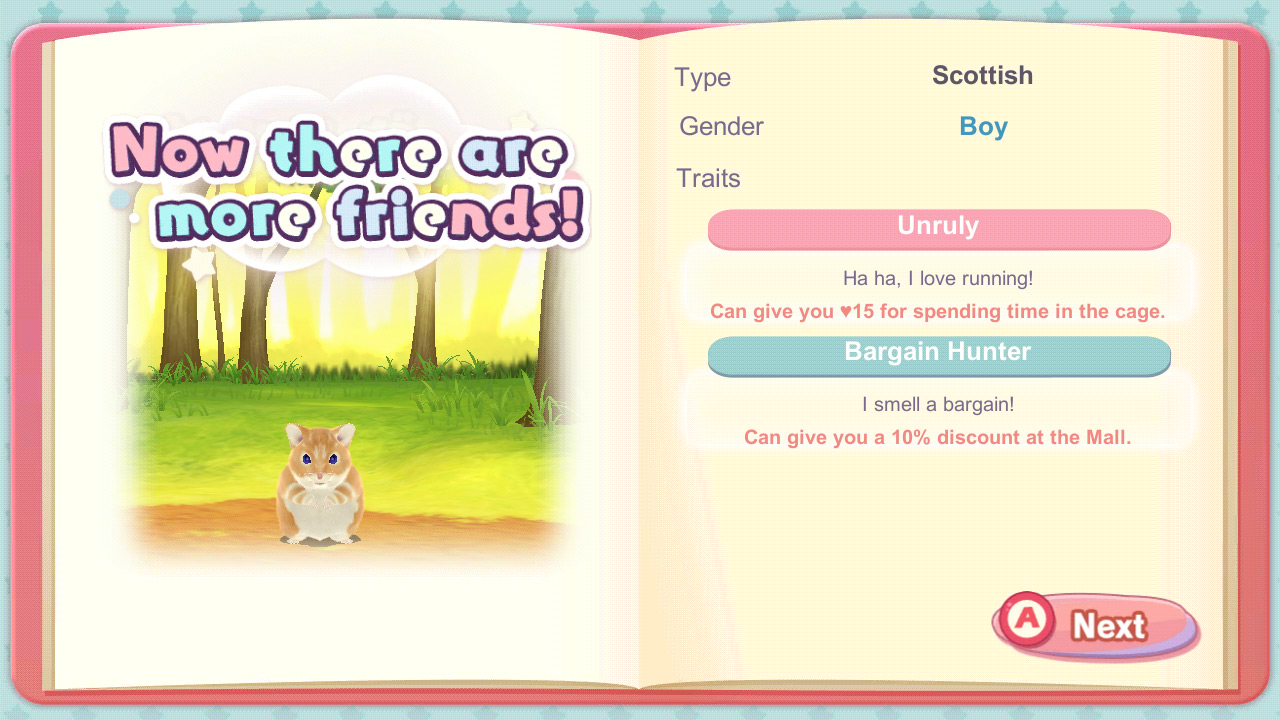 Now there are
more friends!
Type Scottish
Gender Boy
Traits
Unruly
Ha ha, I love running!
Can give you ♥15 for spending time in the cage.
Bargain Hunter
I smell a bargain!
Can give you a 10% discount at the Mall.
A Next